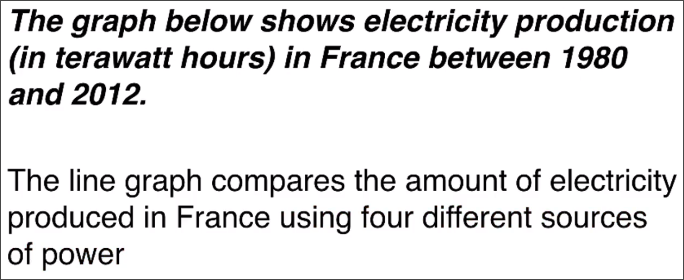 The graph below shows electricity production
(in terawatt hours) in France between 1980
and 2012.
The line graph compares the amount of electricity
produced in France using four different sources
of power